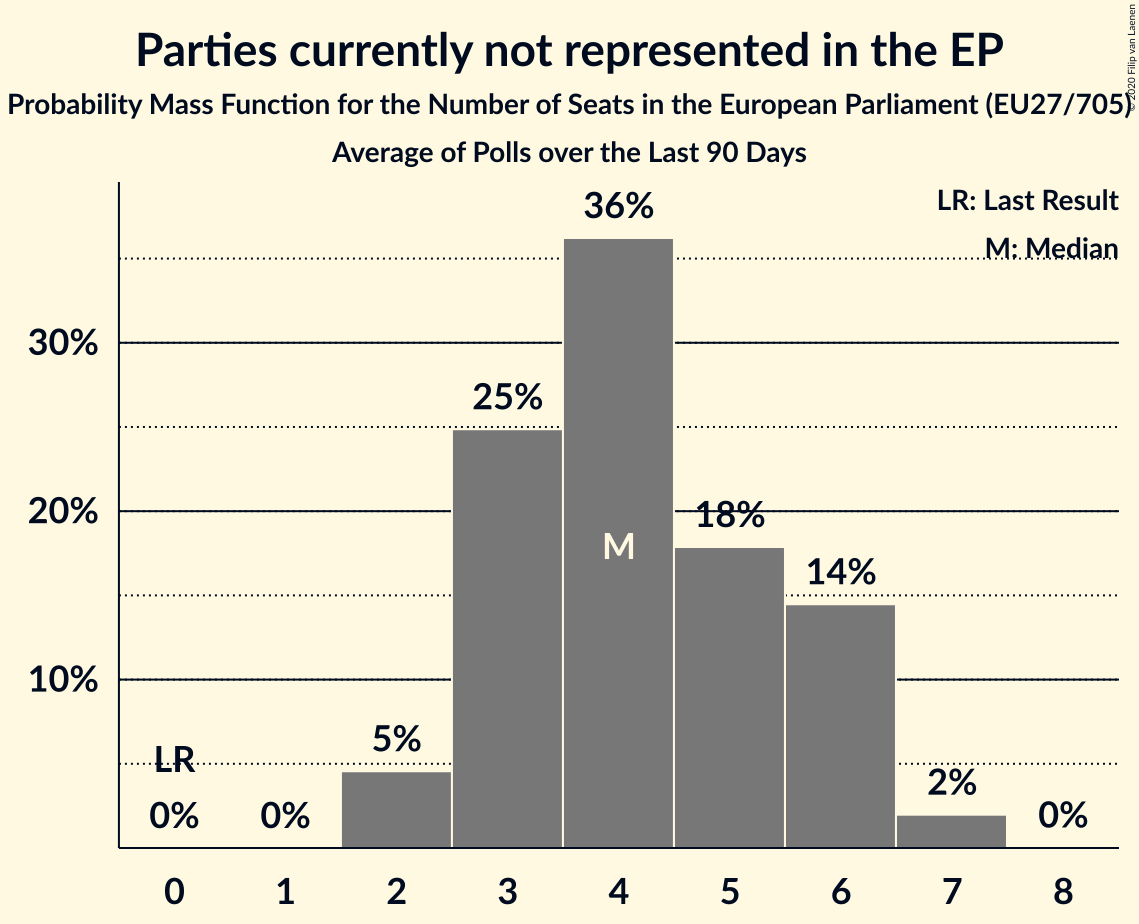 Parties currently not represented in the EP
Probability Mass Function for the Number of Seats in the European Parliament (EU27/705)
Average of Polls over the Last 90 Days
© 2020 Filip van Laenen
LR: Last Result
M: Median
36%
30%
25%
20%
18%
M
14%
10%
5%
LR
2%
0%
0%
0%
0 1 2 3 4 5 6 7 8